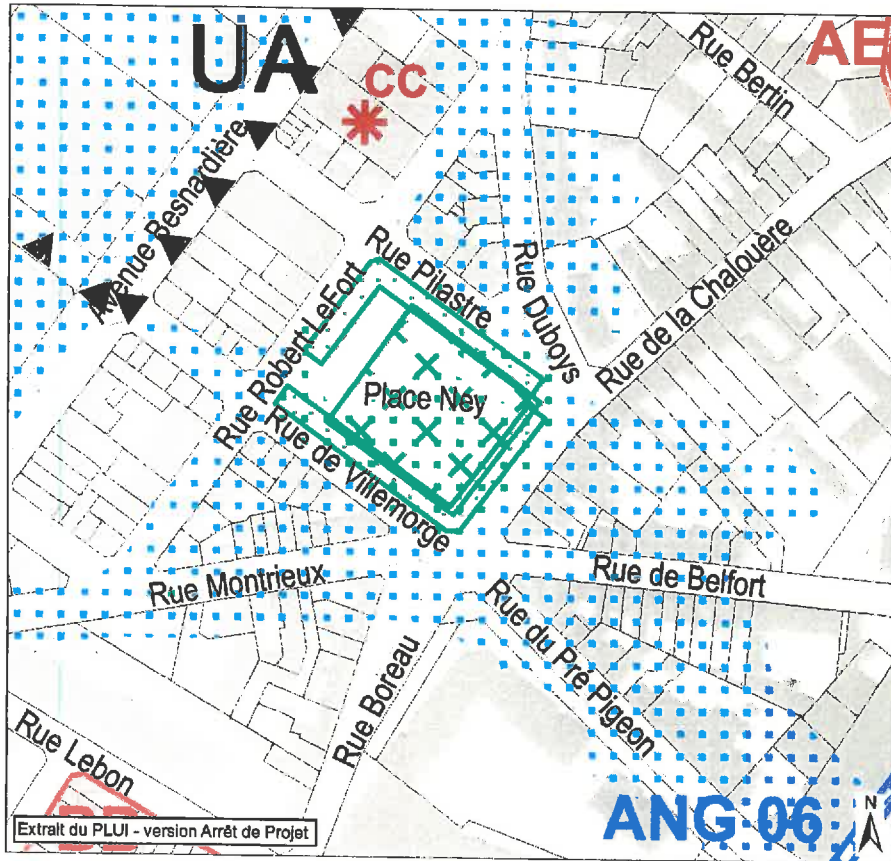 UA
CC
AE
Rue Bertin
Avenue Besnardière
Rue Pilastre
Rue Duboys
Rue de la Chalouère
Rue Robert LeFort
Place Ney
Rue de Villemorge
Rue Montrieux
Rue de Belfort
Rue du Pré Pigeon
Rue Boreau
Rue Lebon
Extrait du PLUI - version Arrêt de Projet
ANG 06
N